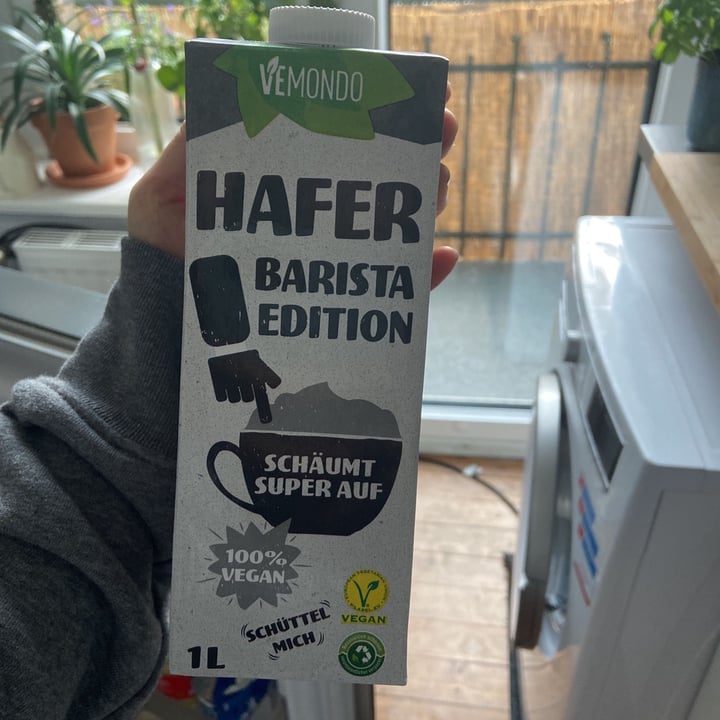 VEMONDO
HAFER
BARISTA
EDITION
SCHÄUMT
SUPER AUF
100%
VEGAN
SCHÜTTEL
MICH
VEGAN
1L